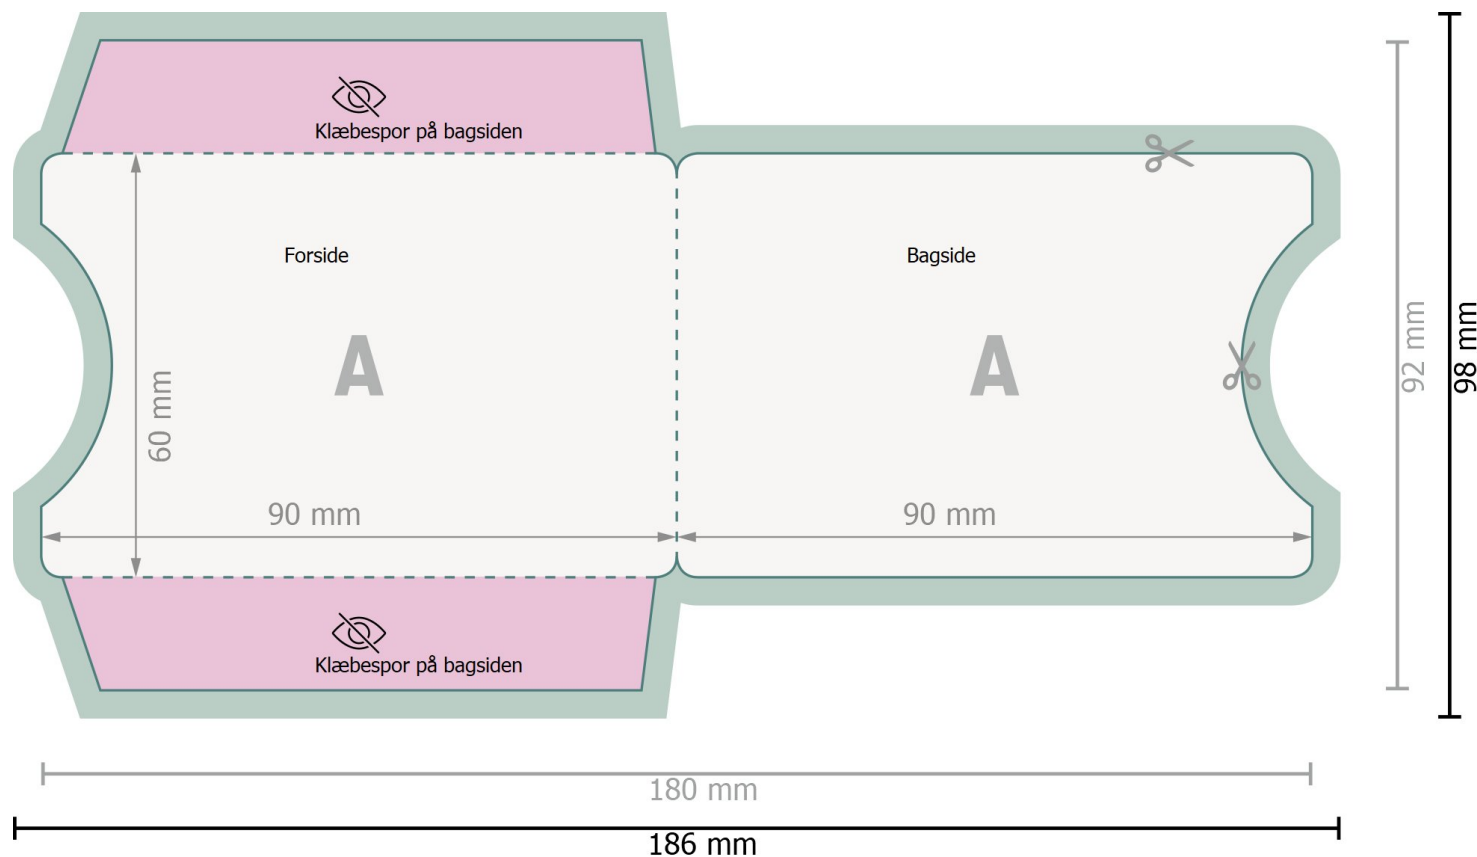 Klæbespor på bagsiden
Forside
Bagside
A
A
60 mm
90 mm
90 mm
92 mm
98 mm
Klæbespor på bagsiden
180 mm
186 mm